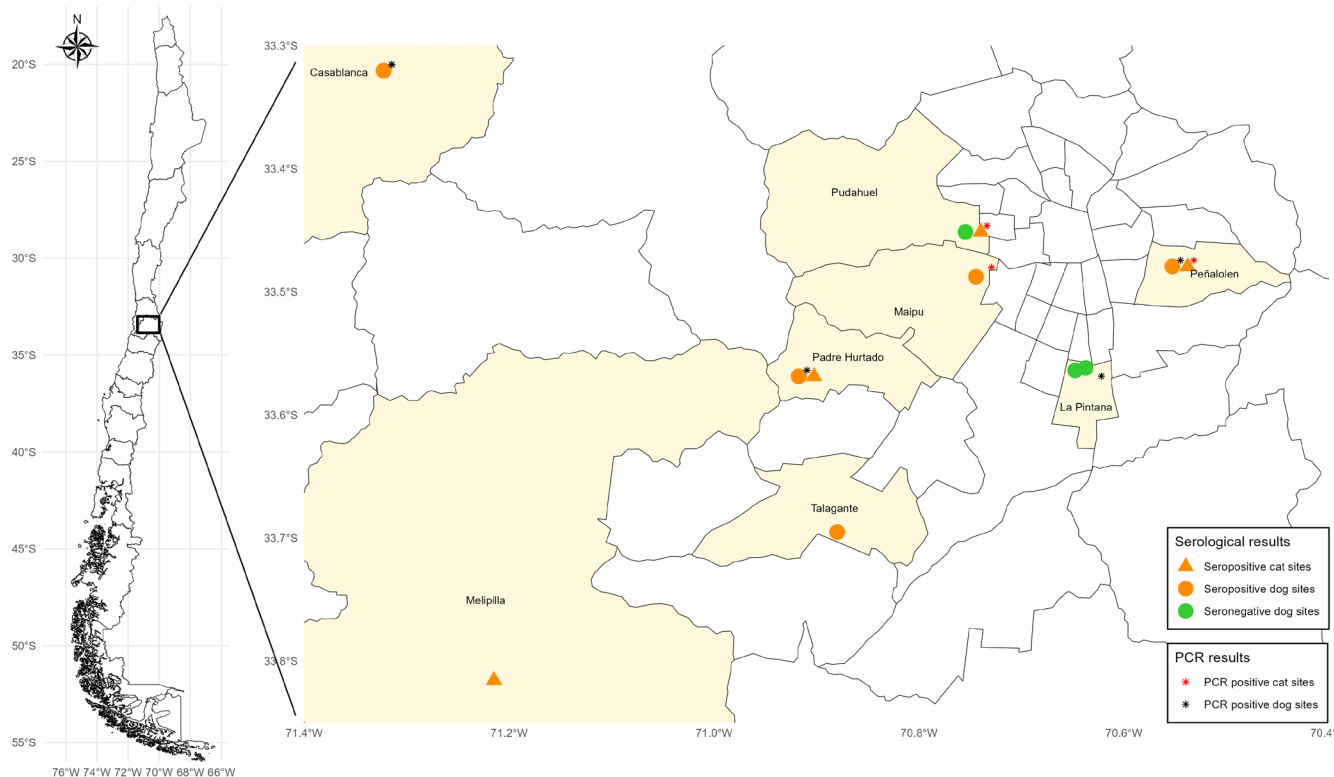 N
20°S
25°S
30°S
35°S
40°S
45°S
50°S
55°S
76°W 74°W 72°W 70°W 68°W 66°W
33.3°S
33.4°S
33.5°S
33.6°S
33.7°S
33.8°S
71.4°W 71.2°W 71.0°W 70.8°W 70.6°W 70.4°
Casablanca
Pudahuel
Peñalolen
Maipu
Padre Hurtado
La Pintana
Talagante
Melipilla
Serological results
Seropositive cat sites
Seropositive dog sites
Seronegative dog sites
PCR results
PCR positive cat sites
PCR positive dog sites